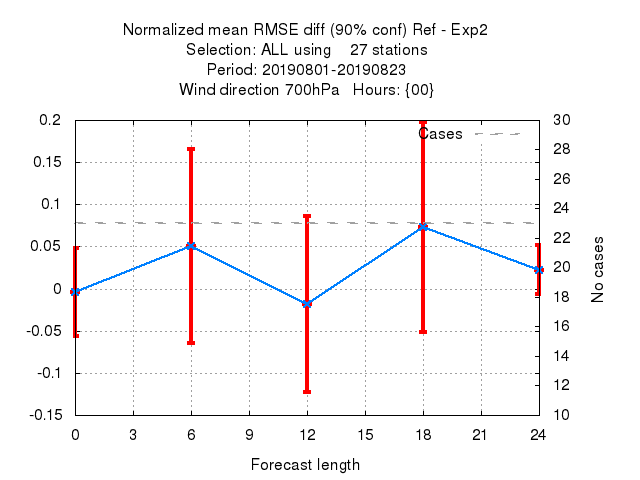 Normalized mean RMSE diff (90% conf) Ref - Exp2
Selection: ALL using    27 stations
Period: 20190801-20190823
Wind direction 700hPa   Hours: {00}
Cases
0.2
0.15
0.1
0.05
0
-0.05
-0.1
-0.15
30
28
26
24
22
20
18
16
14
12
10
No cases
0 3 6 9 12 15 18 21 24
Forecast length